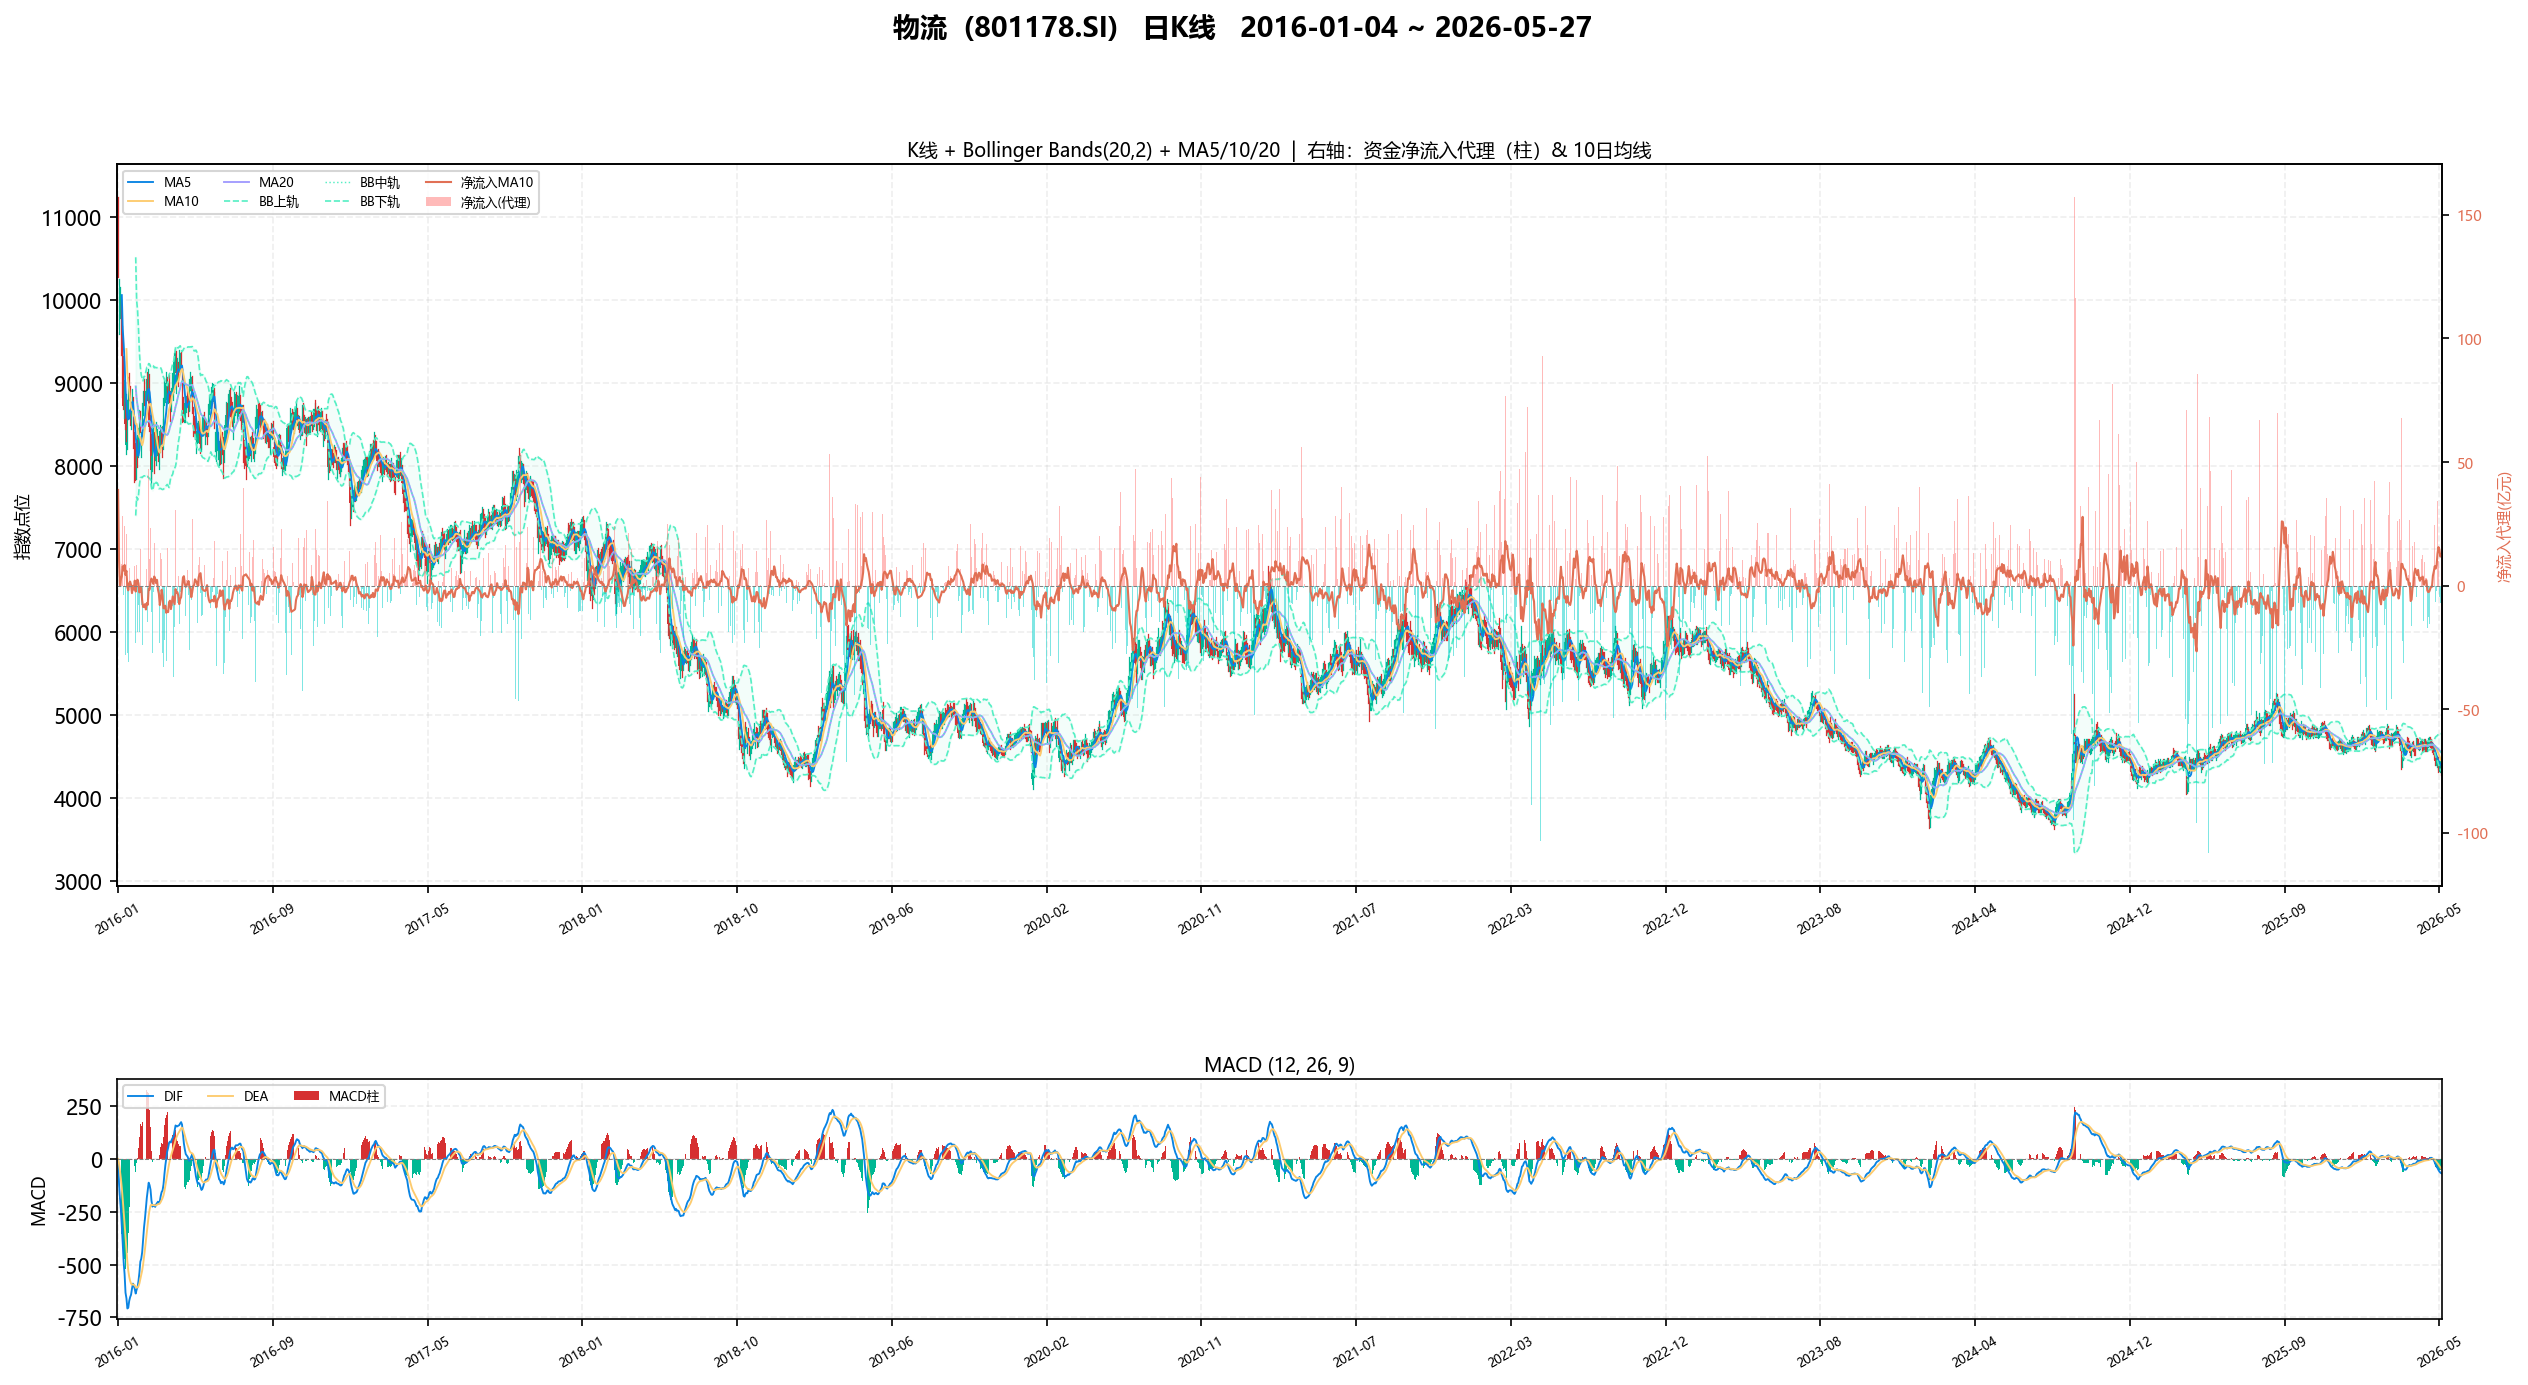 物流 (801178.SI) 日K线 2016-01-04 ~ 2026-05-27
K线 + Bollinger Bands(20,2) + MA5/10/20 | 右轴：资金净流入代理（柱）& 10日均线
MA5 MA20 BB中轨 净流入MA10
MA10 BB上轨 BB下轨 净流入(代理)
指数点位
11000
10000
9000
8000
7000
6000
5000
4000
3000
150
100
50
0
-50
-100
净流入代理(亿元)
2016-01 2016-09 2017-05 2018-01 2018-10 2019-06 2020-02 2020-11 2021-07 2022-03 2022-12 2023-08 2024-04 2024-12 2025-09 2026-05
MACD (12, 26, 9)
DIF DEA MACD柱
MACD
250
0
-250
-500
-750
2016-01 2016-09 2017-05 2018-01 2018-10 2019-06 2020-02 2020-11 2021-07 2022-03 2022-12 2023-08 2024-04 2024-12 2025-09 2026-05